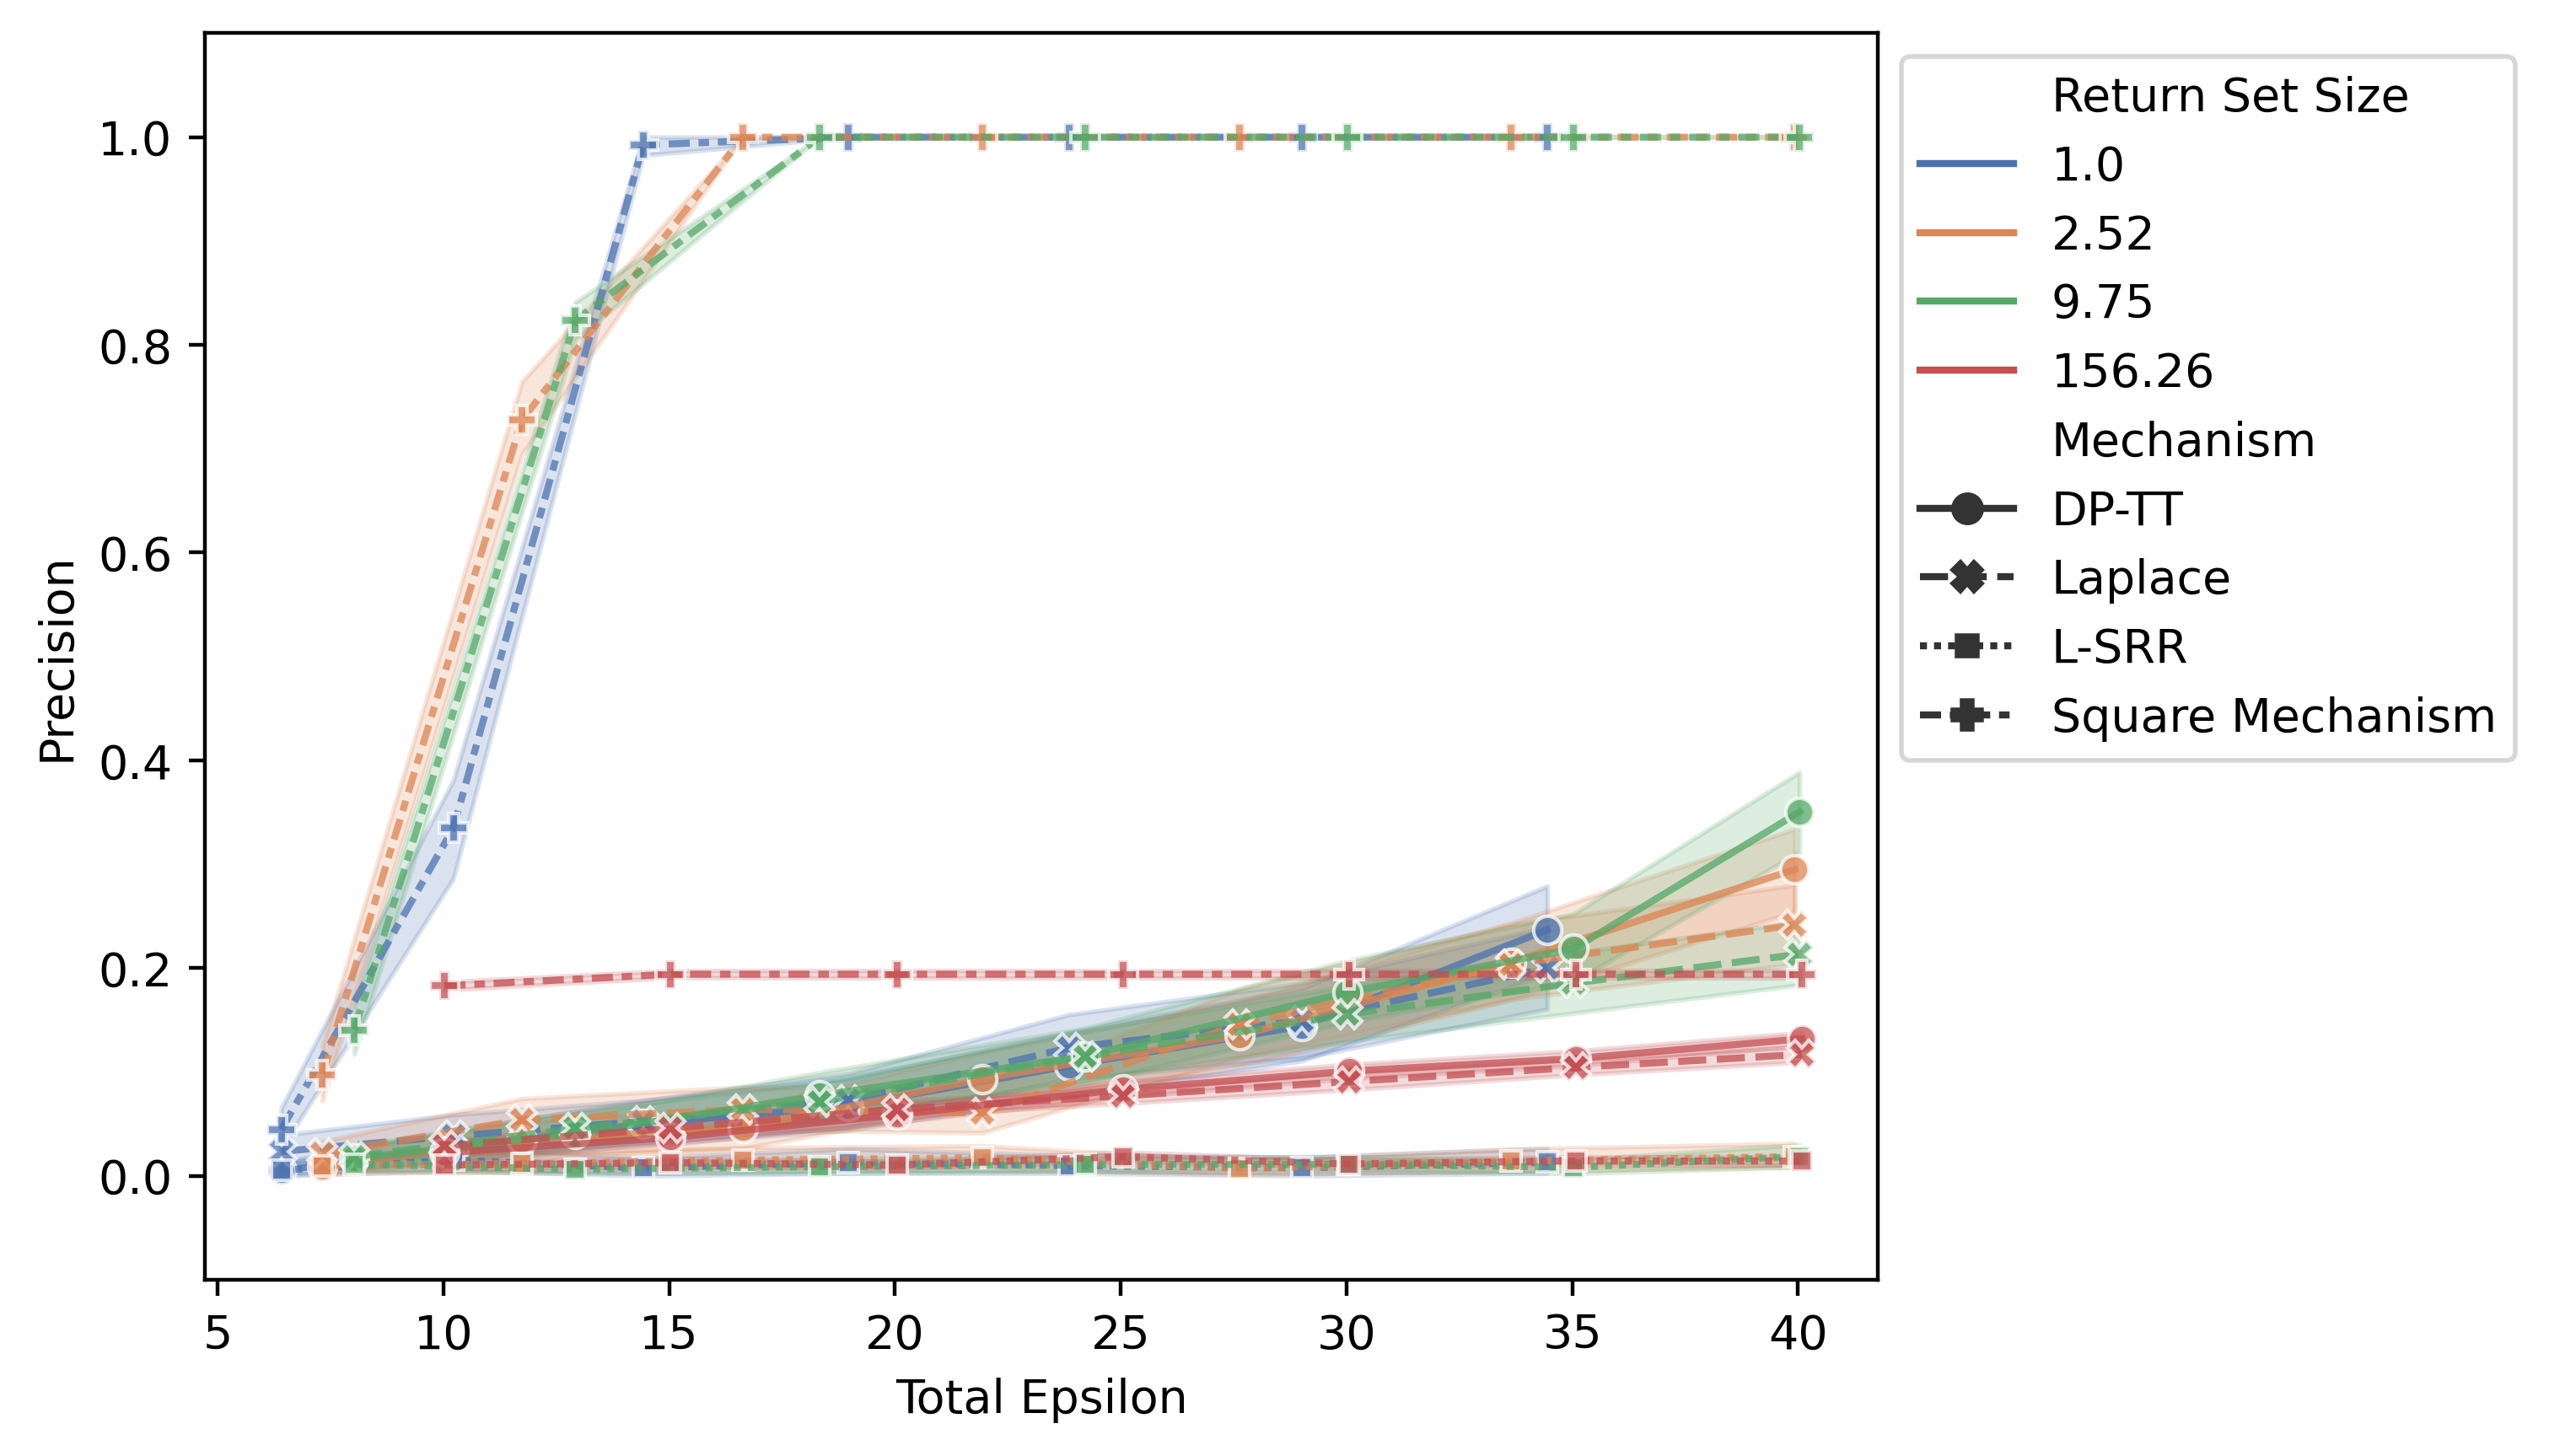 1.0
0.8
0.6
0.4
0.2
0.0
Precision
5 10 15 20 25 30 35 40
Total Epsilon
Return Set Size
1.0
2.52
9.75
156.26
Mechanism
DP-TT
Laplace
L-SRR
Square Mechanism